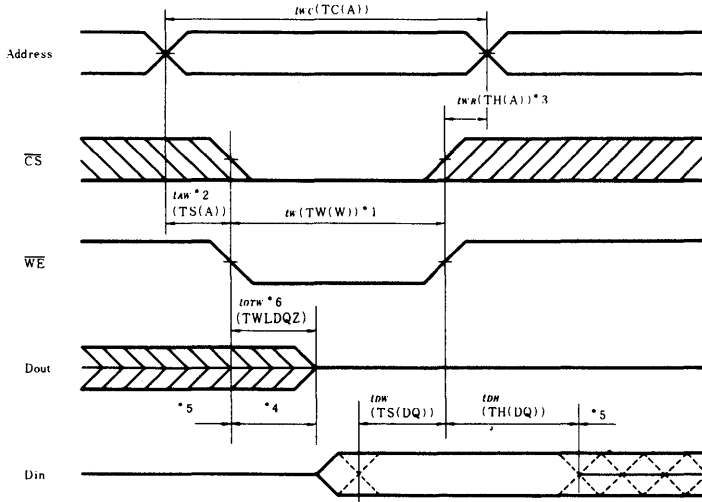 tWC(TC(A))
Address
tWR(TH(A))*3
CS
tAW*2
(TS(A))
tW(TW(W))*1
WE
tOTW*6
(TWLDQZ)
Dout
*5
*4
tDW
(TS(DQ))
tDH
(TH(DQ))
*5
Din